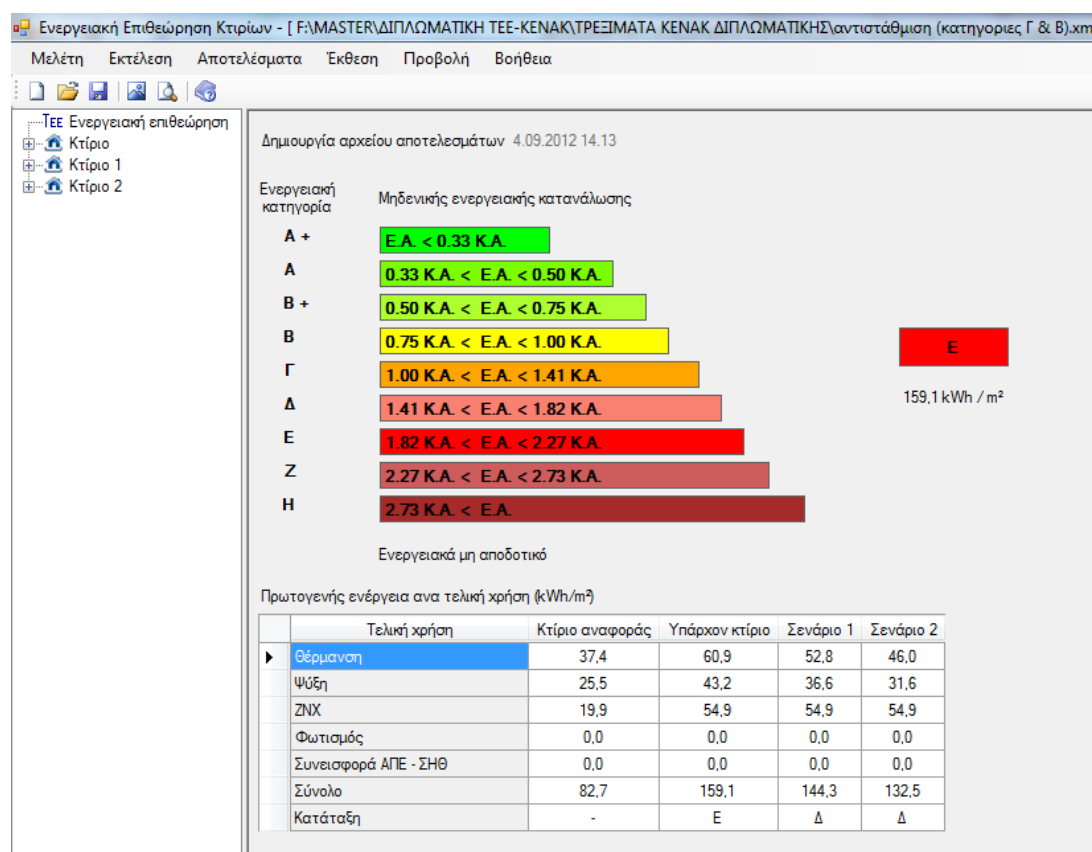 Ενεργειακή Επιθεώρηση Κτιρίων - [ F:\MASTER\ΔΙΠΛΩΜΑΤΙΚΗ ΤΕΕ-ΚΕΝΑΚ\ΤΡΕΞΙΜΑΤΑ ΚΕΝΑΚ ΔΙΠΛΩΜΑΤΙΚΗΣ\αντιστάθμιση (κατηγοριες Γ & Β).xm
Μελέτη Εκτέλεση Αποτελέσματα Έκθεση Προβολή Βοήθεια
ΤΕΕ Ενεργειακή επιθεώρηση
Κτίριο
Κτίριο 1
Κτίριο 2
Δημιουργία αρχείου αποτελεσμάτων 4.09.2012 14.13
Ενεργειακή κατηγορία
Μηδενικής ενεργειακής κατανάλωσης
Α + Ε.Α. < 0.33 Κ.Α.
Α 0.33 Κ.Α. < Ε.Α. < 0.50 Κ.Α.
Β + 0.50 Κ.Α. < Ε.Α. < 0.75 Κ.Α.
Β 0.75 Κ.Α. < Ε.Α. < 1.00 Κ.Α.
Γ 1.00 Κ.Α. < Ε.Α. < 1.41 Κ.Α.
Δ 1.41 Κ.Α. < Ε.Α. < 1.82 Κ.Α.
Ε 1.82 Κ.Α. < Ε.Α. < 2.27 Κ.Α.
Ζ 2.27 Κ.Α. < Ε.Α. < 2.73 Κ.Α.
Η 2.73 Κ.Α. < Ε.Α.
Ε
159,1 kWh / m²
Ενεργειακά μη αποδοτικό
Πρωτογενής ενέργεια ανα τελική χρήση (kWh/m²)
Τελική χρήση Κτίριο αναφοράς Υπάρχον κτίριο Σενάριο 1 Σενάριο 2
Θέρμανση 37,4 60,9 52,8 46,0
Ψύξη 25,5 43,2 36,6 31,6
ΖΝΧ 19,9 54,9 54,9 54,9
Φωτισμός 0,0 0,0 0,0 0,0
Συνεισφορά ΑΠΕ - ΣΗΘ 0,0 0,0 0,0 0,0
Σύνολο 82,7 159,1 144,3 132,5
Κατάταξη - Ε Δ Δ